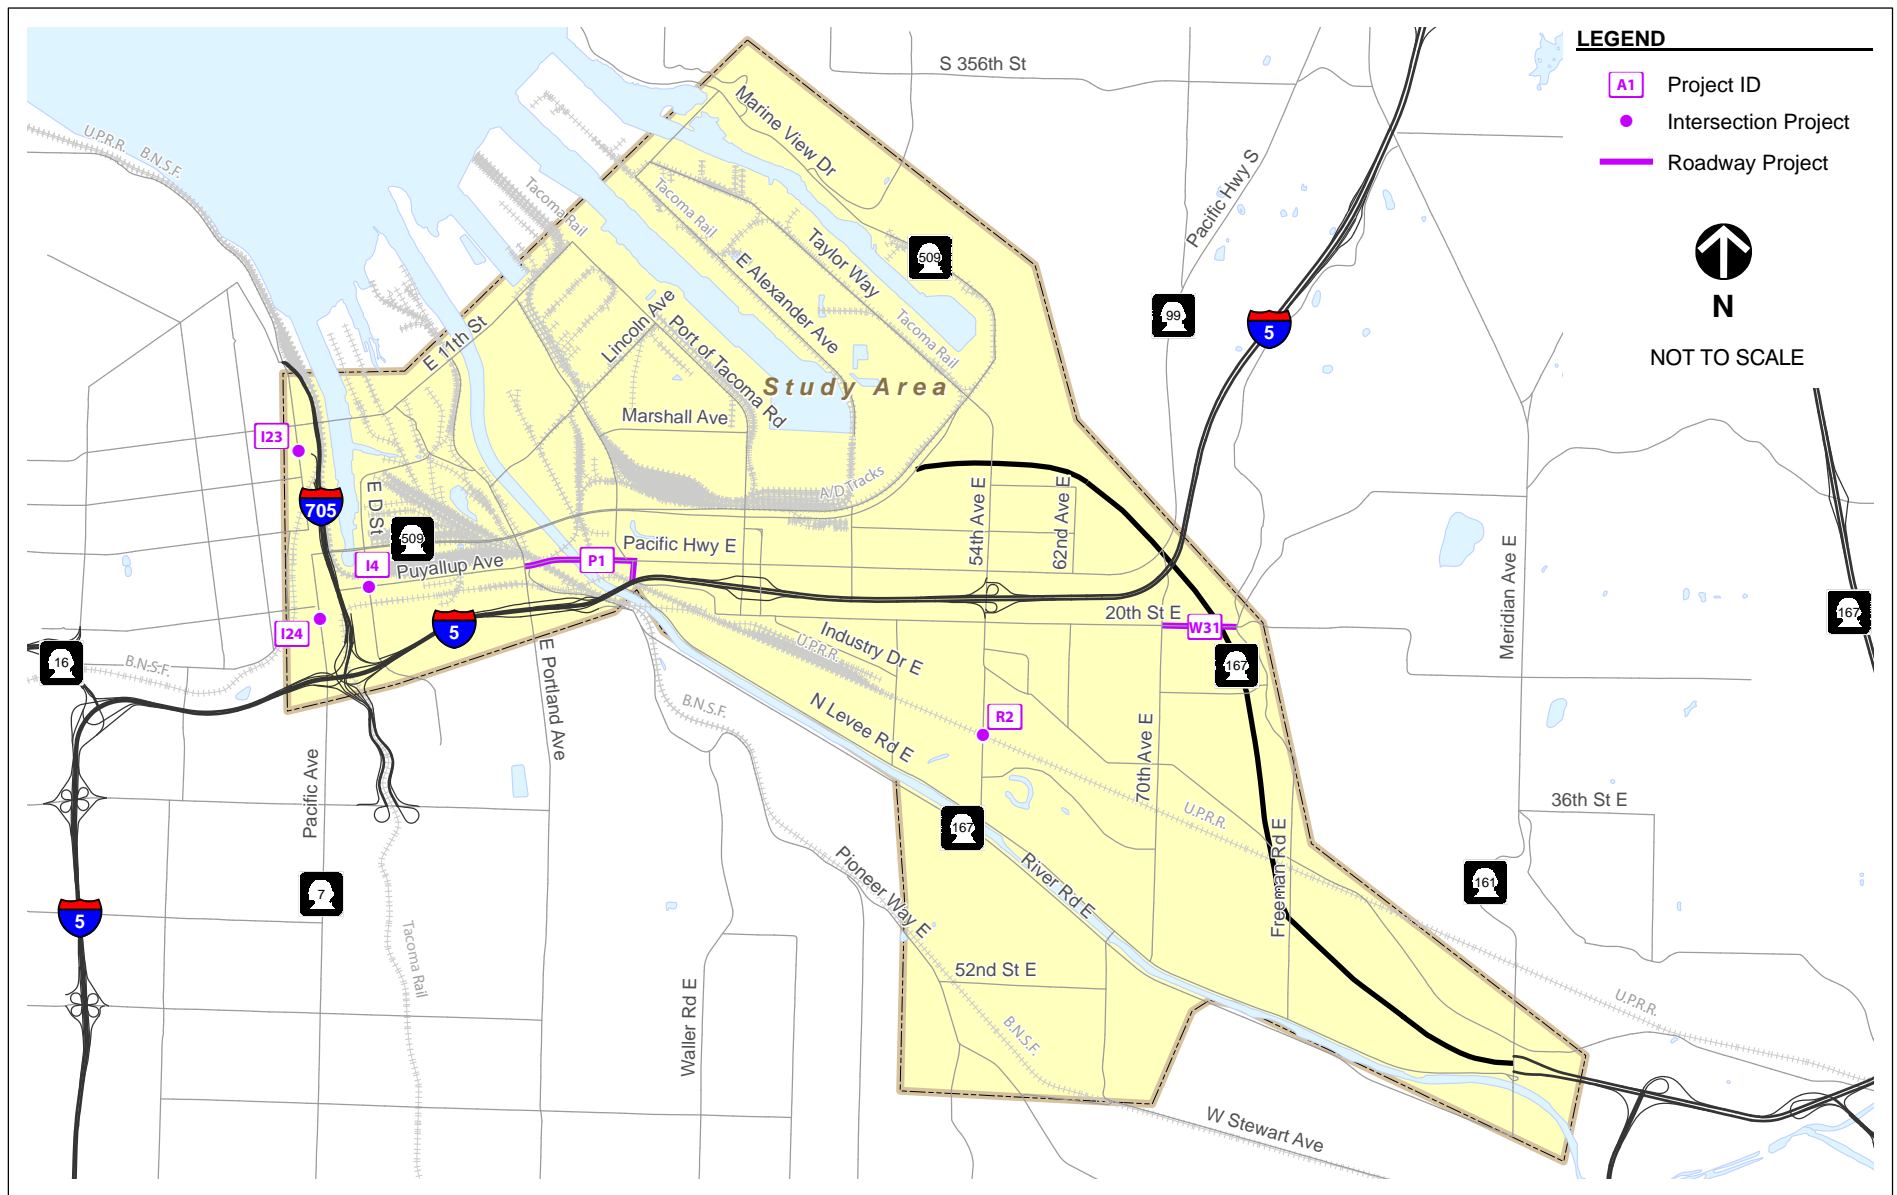 LEGEND
A1 Project ID
Intersection Project
Roadway Project
N
NOT TO SCALE
S 356th St
Marine View Dr
U.P.R.R.
B.N.S.F.
Tacoma Rail
Tacoma Rail
Pacific Hwy S
Taylor Way
509
E Alexander Ave
99
5
Tacoma Rail
Lincoln Ave
Port of Tacoma Rd
E 11th St
Study Area
Marshall Ave
I23
A/D Tracks
705
E D St
509
54th Ave E
62nd Ave E
Pacific Hwy E
P1
I4
Puyallup Ave
Meridian Ave E
167
20th St E
W31
I24
5
Industry Dr E
U.P.R.R.
16
B.N.S.F.
167
E Portland Ave
B.N.S.F.
N Levee Rd E
R2
70th Ave E
Pacific Ave
36th St E
U.P.R.R.
167
Freeman Rd E
7
Pioneer Way E
River Rd E
161
5
Tacoma Rail
52nd St E
U.P.R.R.
Waller Rd E
B.N.S.F.
W Stewart Ave